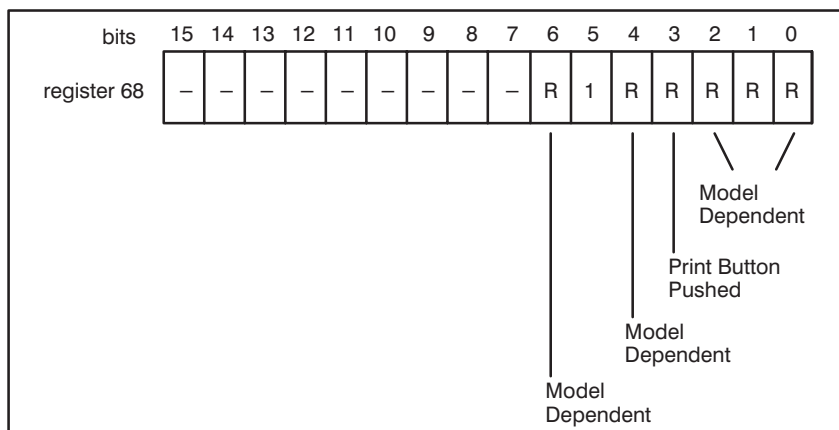 bits 15 14 13 12 11 10 9 8 7 6 5 4 3 2 1 0
register 68 – – – – – – – – – R 1 R R R R R
Model
Dependent
Print Button
Pushed
Model
Dependent
Model
Dependent